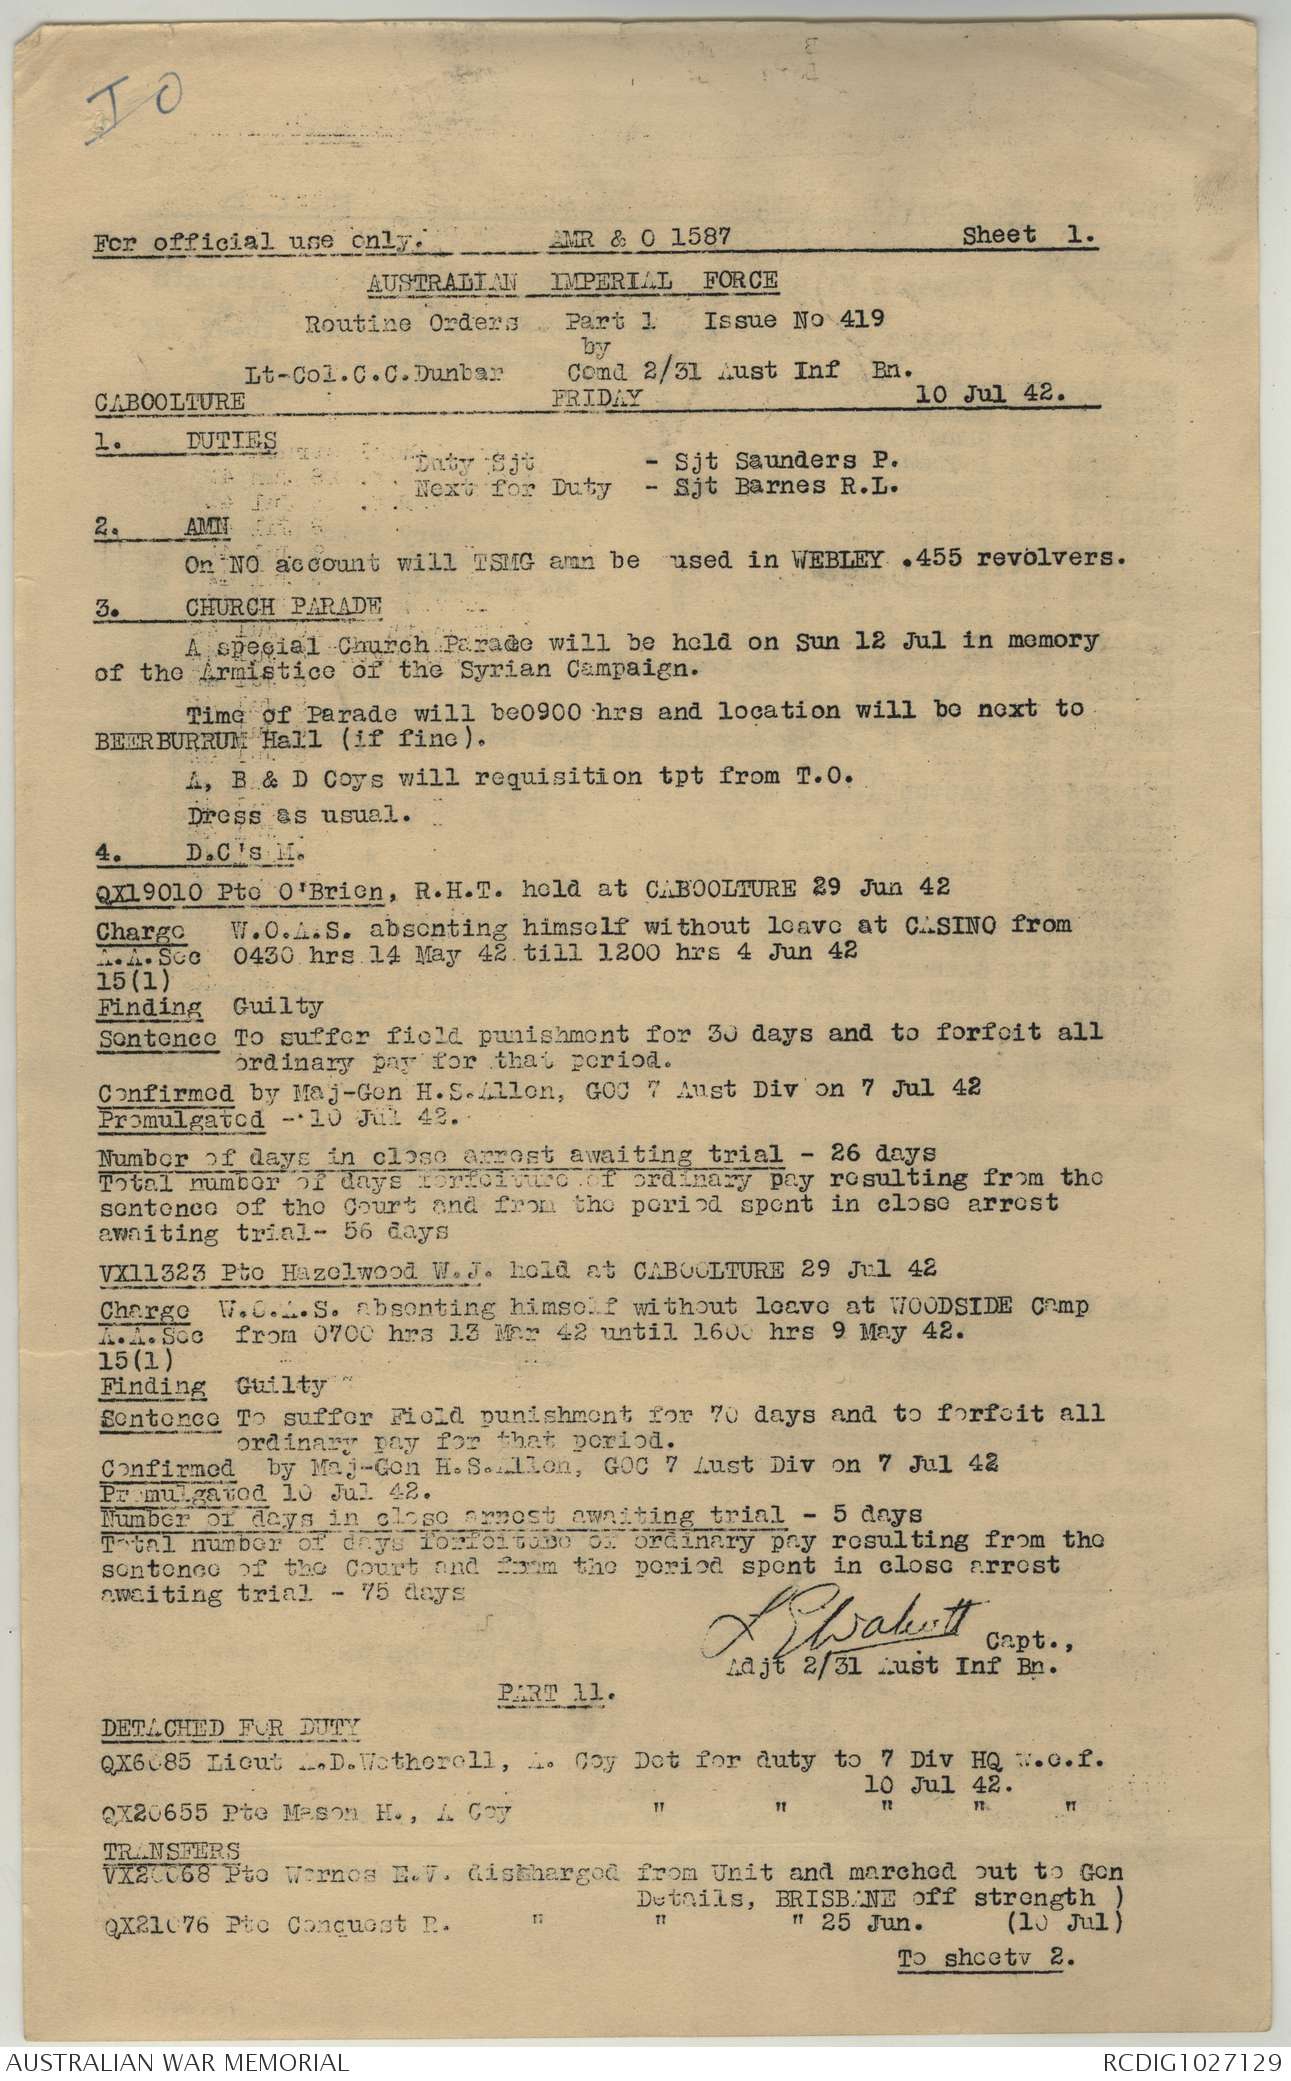 I O
For official use only. AMR & O 1587 Sheet 1.
AUSTRALIAN IMPERIAL FORCE
Routine Orders Part 1 Issue No 419
by
Lt-Col.C.C.Dunbar Comd 2/31 Aust Inf Bn.
CABOOLTURE FRIDAY 10 Jul 42.
1. DUTIES
Duty Sjt - Sjt Saunders P.
Next for Duty - Sjt Barnes R.L.
2. AMN
On NO account will TSMG amn be used in WEBLEY .455 revolvers.
3. CHURCH PARADE
A special Church Parade will be held on Sun 12 Jul in memory
of the Armistice of the Syrian Campaign.
Time of Parade will be0900 hrs and location will be next to
BEERBURRUM Hall (if fine).
A, B & D Coys will requisition tpt from T.O.
Dress as usual.
4. D.C's M.
QX19010 Pte O'Brien, R.H.T. held at CABOOLTURE 29 Jun 42
Charge W.O.A.S. absenting himself without leave at CASINO from
A.A.Sec 0430 hrs 14 May 42 till 1200 hrs 4 Jun 42
15(1)
Finding Guilty
Sentence To suffer field punishment for 30 days and to forfeit all
ordinary pay for that period.
Confirmed by Maj-Gen H.S.Allen, GOC 7 Aust Div on 7 Jul 42
Promulgated - 10 Jul 42.
Number of days in close arrest awaiting trial - 26 days
Total number of days forfeiture of ordinary pay resulting from the
sentence of the Court and from the period spent in close arrest
awaiting trial- 56 days
VX11323 Pte Hazelwood W.J. held at CABOOLTURE 29 Jul 42
Charge W.O.A.S. absenting himself without leave at WOODSIDE Camp
A.A.Sec from 0700 hrs 13 Mar 42 until 1600 hrs 9 May 42.
15(1)
Finding Guilty
Sentence To suffer Field punishment for 70 days and to forfeit all
ordinary pay for that period.
Confirmed by Maj-Gen H.S.Allen, GOC 7 Aust Div on 7 Jul 42
Promulgated 10 Jul 42.
Number of days in close arrest awaiting trial - 5 days
Total number of days of ordinary pay resulting from the
sentence of the Court and from the period spent in close arrest
awaiting trial - 75 days
Capt.,
Adjt 2/31 Aust Inf Bn.
PART 11.
DETACHED FOR DUTY
QX6085 Lieut A.D.Wetherell, A. Coy Det for duty to 7 Div HQ w.e.f.
10 Jul 42.
QX20655 Pte Mason H., A Coy " " " " "
TRANSFERS
VX20068 Pte Wernes E.V. discharged from Unit and marched out to Gen
Details, BRISBANE off strength )
QX21076 Pte Conquest R. " " " 25 Jun. (10 Jul)
To sheetv 2.
AUSTRALIAN WAR MEMORIAL RCDIG1027129